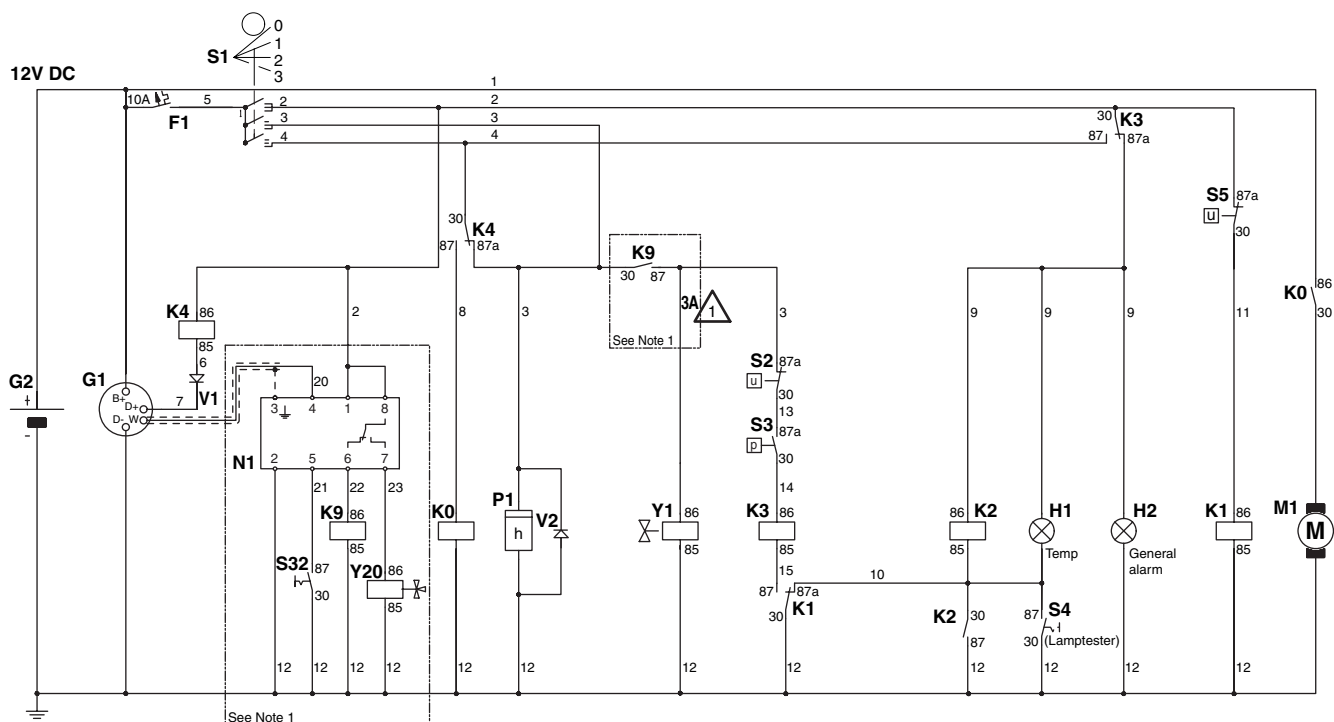 0
S1 1
2
12V DC 3
1
10A 5 2 2
F1 1 3 3 30 K3
4 4 87 87a
S5 87a
u
30 K4 30
87 87a K9
30 87 K0 86
3A 1 30
K4 86 2 8 3 3 9 9 9 11
85 See Note 1
6 S2 87a
G2 G1 20 u
+ B+ 7 V1 30
D+ 13
D- W 3 4 1 8 S3 87a
- p
30
N1 2 5 6 7 14
21 22 23
K9 86 K0 P1 V2 Y1 86 K3 86 86 K2 H1 H2 K1 86 M1
h M
85 85 85 85 Temp General 85
alarm
S32 87 Y20 86 15 10
30 85 87 87a
30 K1 K2 30 87 S4
87 30 (Lamptester)
12 12 12 12 12 12 12 12 12 12 12 12
See Note 1